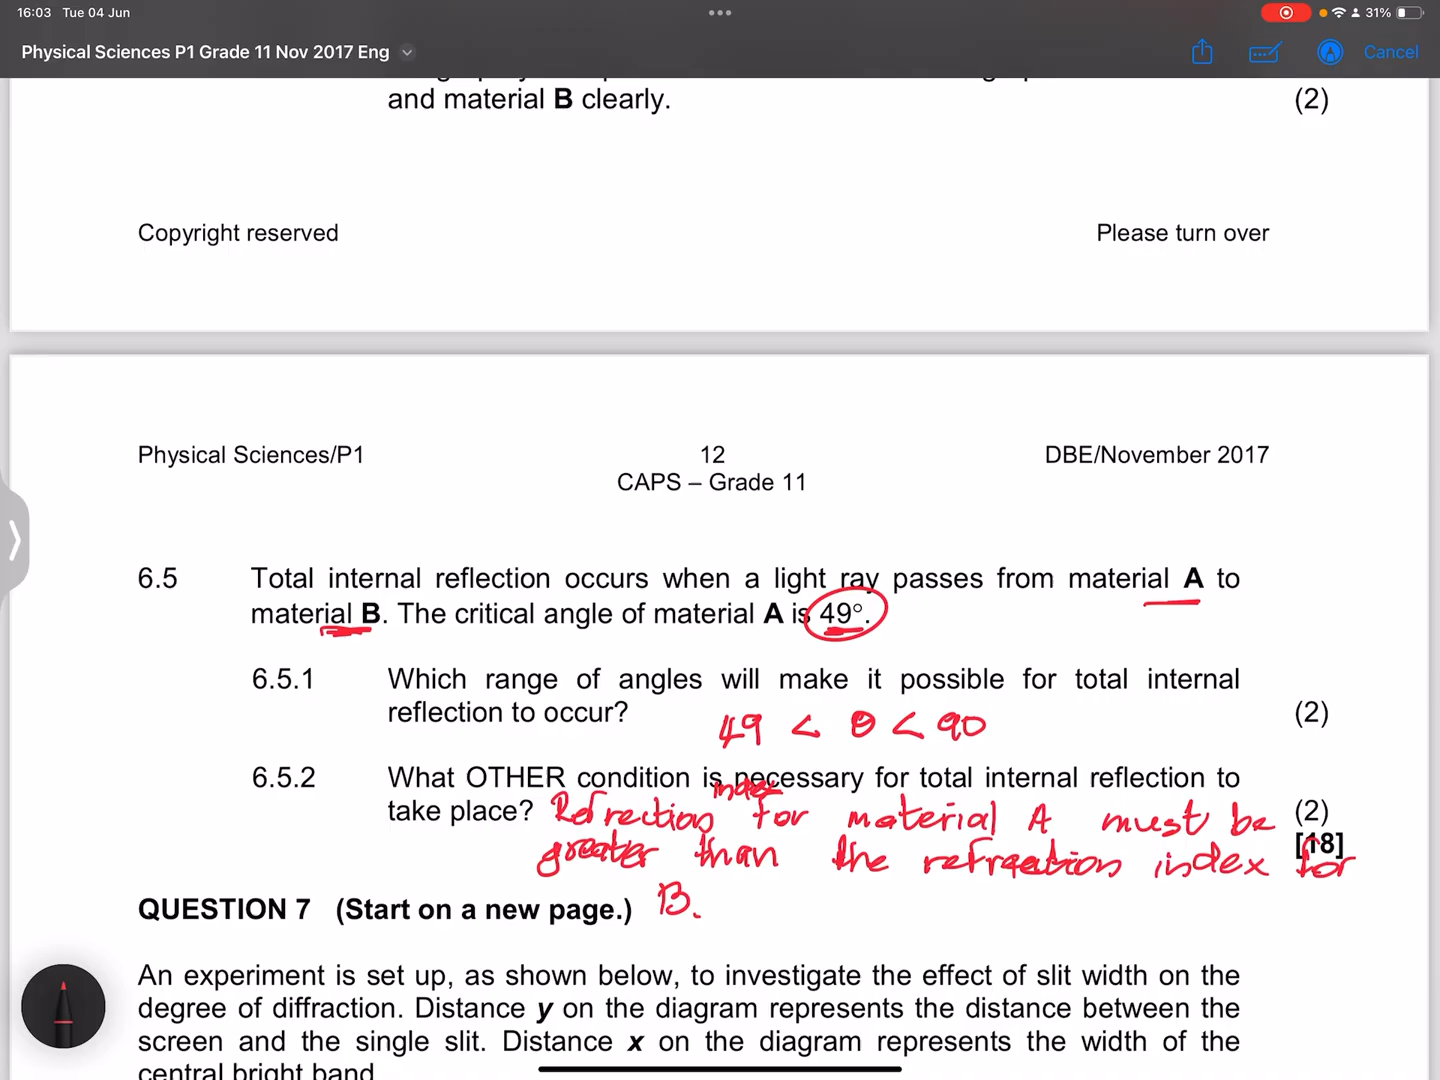 16:03 Tue 04 Jun
31%
Physical Sciences P1 Grade 11 Nov 2017 Eng
Cancel
and material B clearly. (2)
Copyright reserved Please turn over
Physical Sciences/P1 12 DBE/November 2017
CAPS – Grade 11
6.5 Total internal reflection occurs when a light ray passes from material A to
material B. The critical angle of material A is 49°.
6.5.1 Which range of angles will make it possible for total internal
reflection to occur? (2)
49 < θ < 90
6.5.2 What OTHER condition is necessary for total internal reflection to
take place? (2)
index
Refrection for material A must be
[18]
greater than the refraction index for
B.
QUESTION 7 (Start on a new page.)
An experiment is set up, as shown below, to investigate the effect of slit width on the
degree of diffraction. Distance y on the diagram represents the distance between the
screen and the single slit. Distance x on the diagram represents the width of the
central bright band